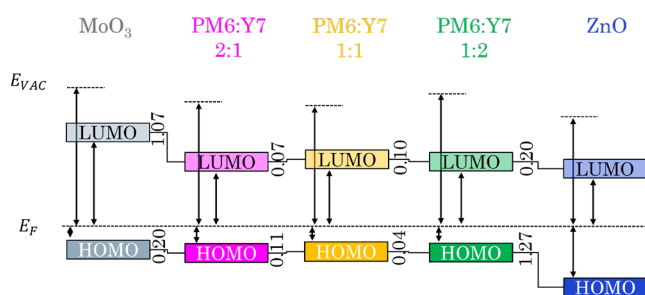 MoO₃ PM6:Y7 PM6:Y7 PM6:Y7 ZnO
2:1 1:1 1:2
E_VAC
LUMO 1.07 LUMO 0.07 LUMO 0.10 LUMO 0.20 LUMO
E_F
HOMO 0.20 HOMO 0.11 HOMO 0.04 HOMO 1.27 HOMO